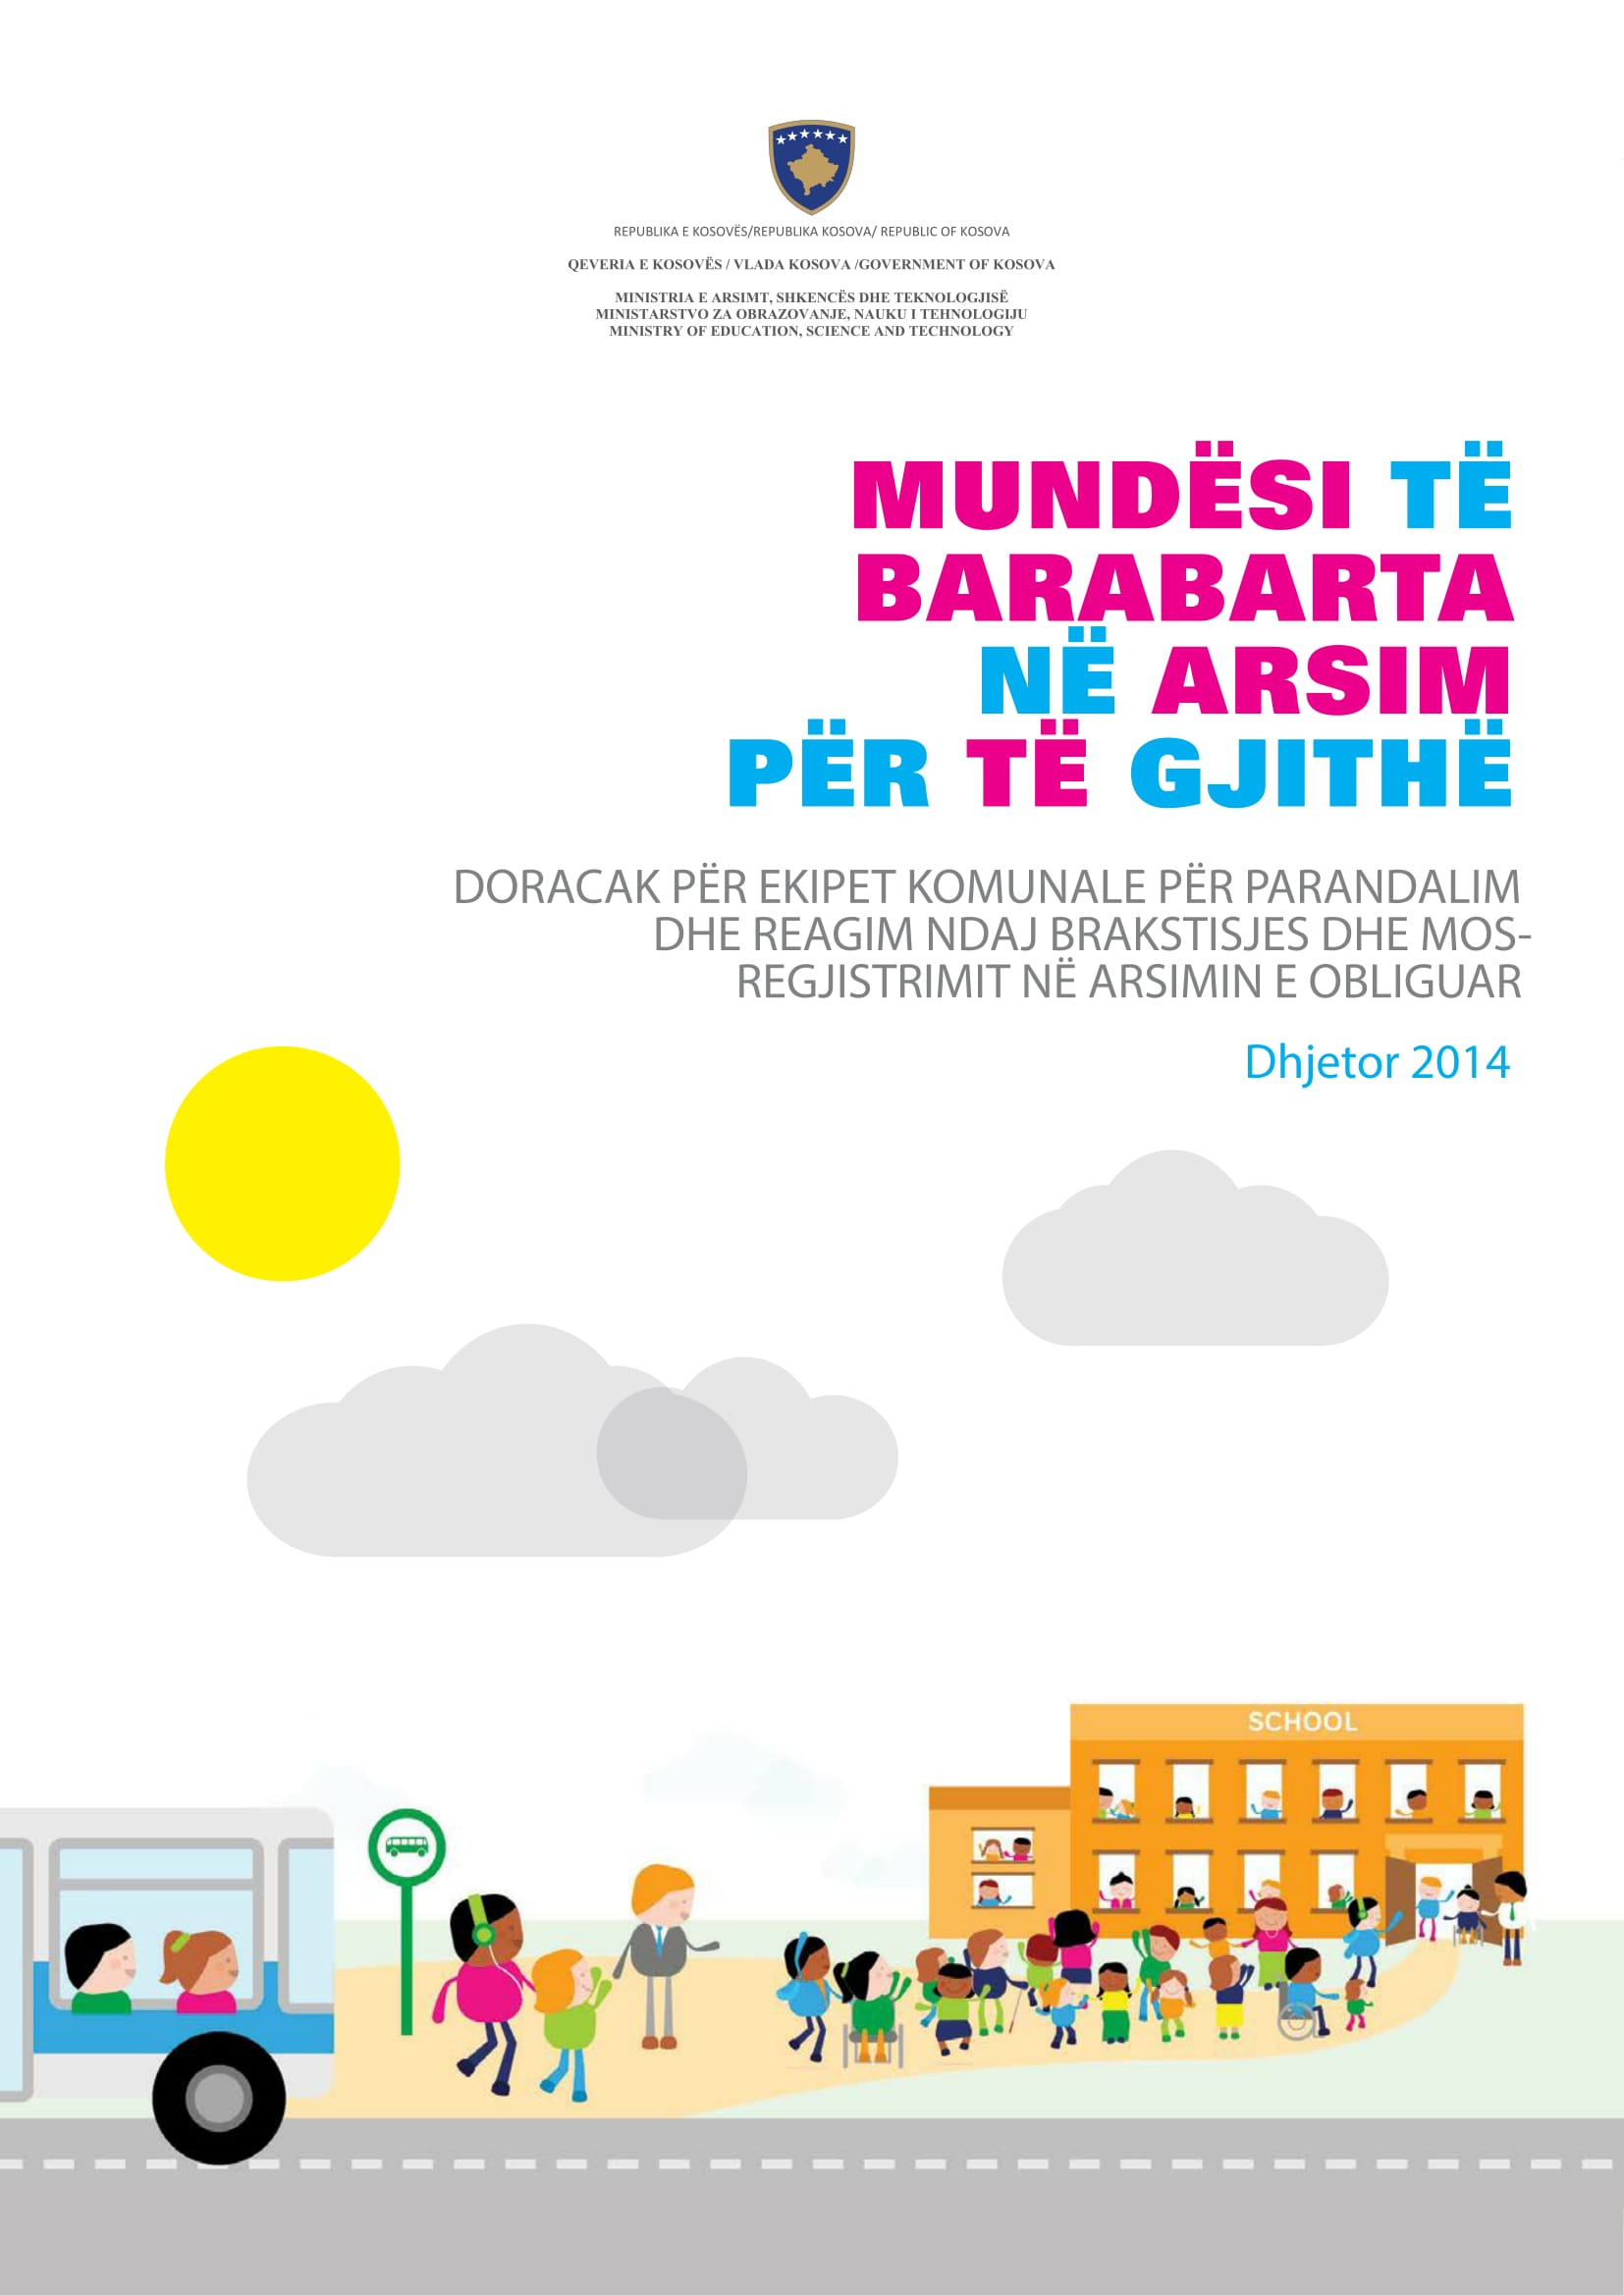 REPUBLIKA E KOSOVËS/REPUBLIKA KOSOVA/ REPUBLIC OF KOSOVA
QEVERIA E KOSOVËS / VLADA KOSOVA /GOVERNMENT OF KOSOVA
MINISTRIA E ARSIMT, SHKENCËS DHE TEKNOLOGJISË
MINISTARSTVO ZA OBRAZOVANJE, NAUKU I TEHNOLOGIJU
MINISTRY OF EDUCATION, SCIENCE AND TECHNOLOGY
MUNDËSI TË
BARABARTA
NË ARSIM
PËR TË GJITHË
DORACAK PËR EKIPET KOMUNALE PËR PARANDALIM
DHE REAGIM NDAJ BRAKSTISJES DHE MOS-
REGJISTRIMIT NË ARSIMIN E OBLIGUAR
Dhjetor 2014
SCHOOL